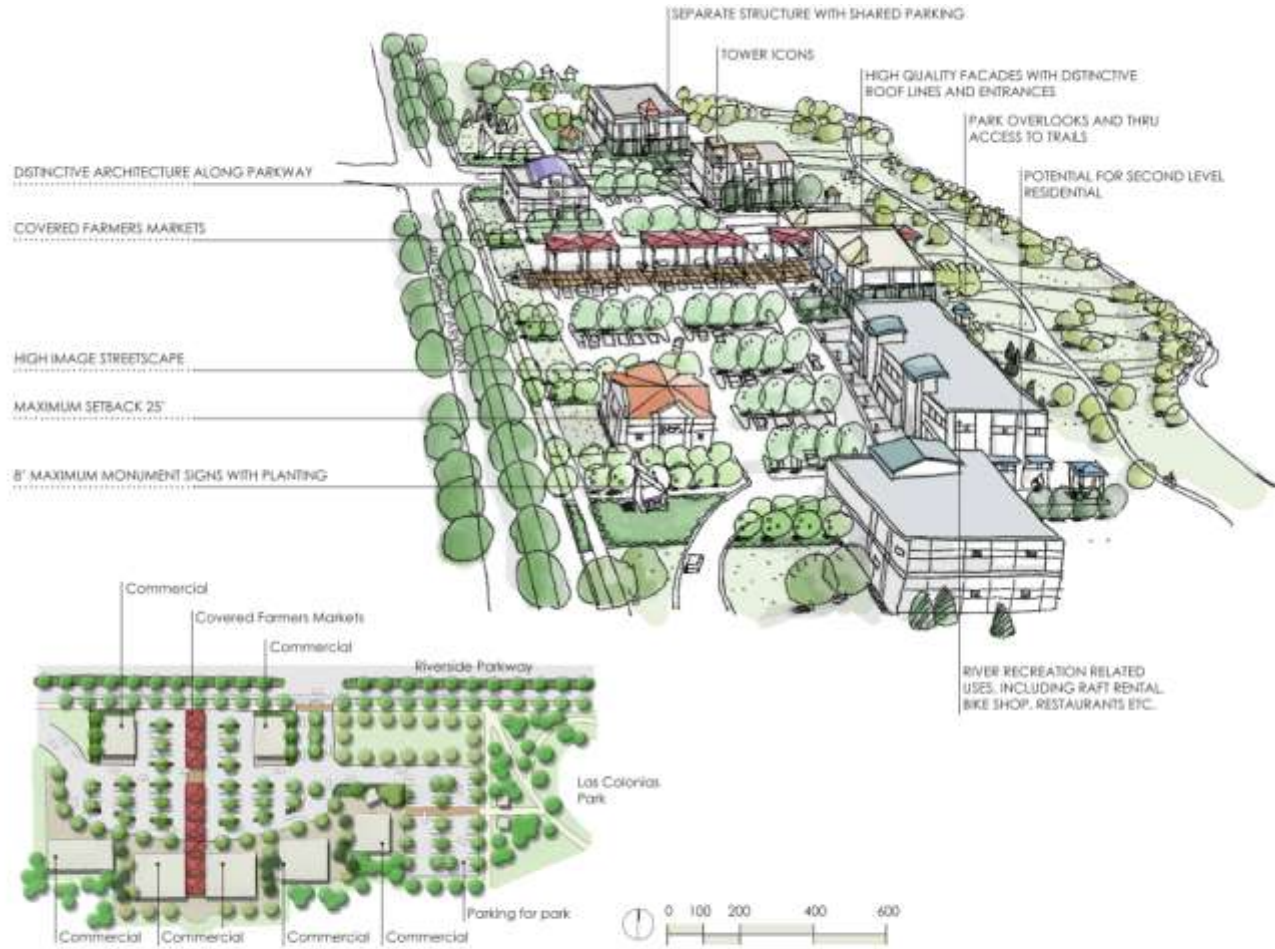 SEPARATE STRUCTURE WITH SHARED PARKING
TOWER ICONS
HIGH QUALITY FACADES WITH DISTINCTIVE
ROOF LINES AND ENTRANCES
PARK OVERLOOKS AND THRU
ACCESS TO TRAILS
POTENTIAL FOR SECOND LEVEL
RESIDENTIAL
DISTINCTIVE ARCHITECTURE ALONG PARKWAY
COVERED FARMERS MARKETS
HIGH IMAGE STREETSCAPE
MAXIMUM SETBACK 25'
8' MAXIMUM MONUMENT SIGNS WITH PLANTING
RIVER RECREATION RELATED
USES, INCLUDING RAFT RENTAL,
BIKE SHOP, RESTAURANTS ETC.
Commercial
Covered Farmers Markets
Commercial
Riverside Parkway
Las Colonias
Park
Parking for park
Commercial
Commercial
Commercial
Commercial
0 100 200 400 600